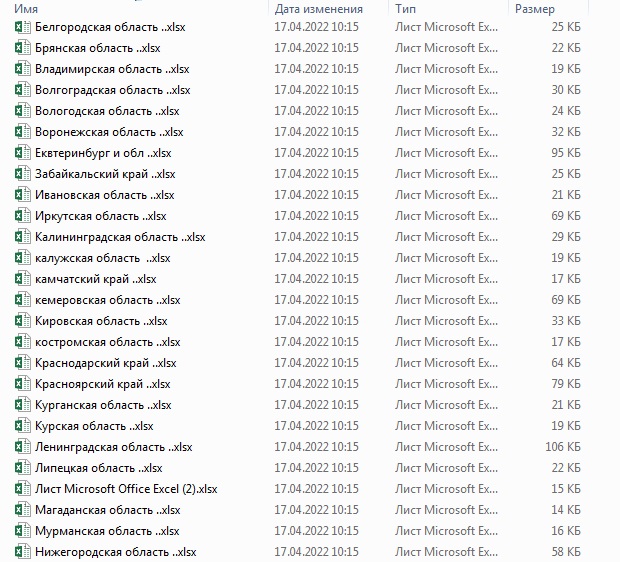 Имя Дата изменения Тип Размер
Белгородская область ..xlsx 17.04.2022 10:15 Лист Microsoft Ex... 25 КБ
Брянская область ..xlsx 17.04.2022 10:15 Лист Microsoft Ex... 22 КБ
Владимирская область ..xlsx 17.04.2022 10:15 Лист Microsoft Ex... 19 КБ
Волгоградская область ..xlsx 17.04.2022 10:15 Лист Microsoft Ex... 30 КБ
Вологодская область ..xlsx 17.04.2022 10:15 Лист Microsoft Ex... 24 КБ
Воронежская область ..xlsx 17.04.2022 10:15 Лист Microsoft Ex... 32 КБ
Еквтеринбург и обл ..xlsx 17.04.2022 10:15 Лист Microsoft Ex... 95 КБ
Забайкальский край ..xlsx 17.04.2022 10:15 Лист Microsoft Ex... 25 КБ
Ивановская область ..xlsx 17.04.2022 10:15 Лист Microsoft Ex... 21 КБ
Иркутская область ..xlsx 17.04.2022 10:15 Лист Microsoft Ex... 69 КБ
Калининградская область ..xlsx 17.04.2022 10:15 Лист Microsoft Ex... 29 КБ
калужская область  ..xlsx 17.04.2022 10:15 Лист Microsoft Ex... 19 КБ
камчатский край ..xlsx 17.04.2022 10:15 Лист Microsoft Ex... 17 КБ
кемеровская область ..xlsx 17.04.2022 10:15 Лист Microsoft Ex... 69 КБ
Кировская область ..xlsx 17.04.2022 10:15 Лист Microsoft Ex... 33 КБ
костромская область ..xlsx 17.04.2022 10:15 Лист Microsoft Ex... 17 КБ
Краснодарский край ..xlsx 17.04.2022 10:15 Лист Microsoft Ex... 64 КБ
Красноярский край ..xlsx 17.04.2022 10:15 Лист Microsoft Ex... 79 КБ
Курганская область ..xlsx 17.04.2022 10:15 Лист Microsoft Ex... 21 КБ
Курская область ..xlsx 17.04.2022 10:15 Лист Microsoft Ex... 19 КБ
Ленинградская область ..xlsx 17.04.2022 10:15 Лист Microsoft Ex... 106 КБ
Липецкая область ..xlsx 17.04.2022 10:15 Лист Microsoft Ex... 22 КБ
Лист Microsoft Office Excel (2).xlsx 17.04.2022 10:15 Лист Microsoft Ex... 15 КБ
Магаданская область ..xlsx 17.04.2022 10:15 Лист Microsoft Ex... 14 КБ
Мурманская область ..xlsx 17.04.2022 10:15 Лист Microsoft Ex... 16 КБ
Нижегородская область ..xlsx 17.04.2022 10:15 Лист Microsoft Ex... 58 КБ